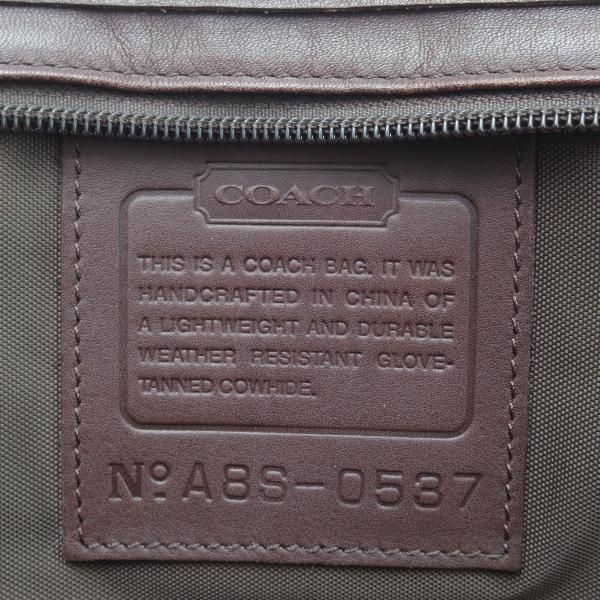 COACH
THIS IS A COACH BAG. IT WAS
HANDCRAFTED IN CHINA OF
A LIGHTWEIGHT AND DURABLE
WEATHER RESISTANT GLOVE-
TANNED COWHIDE.
Nº A8S-0537